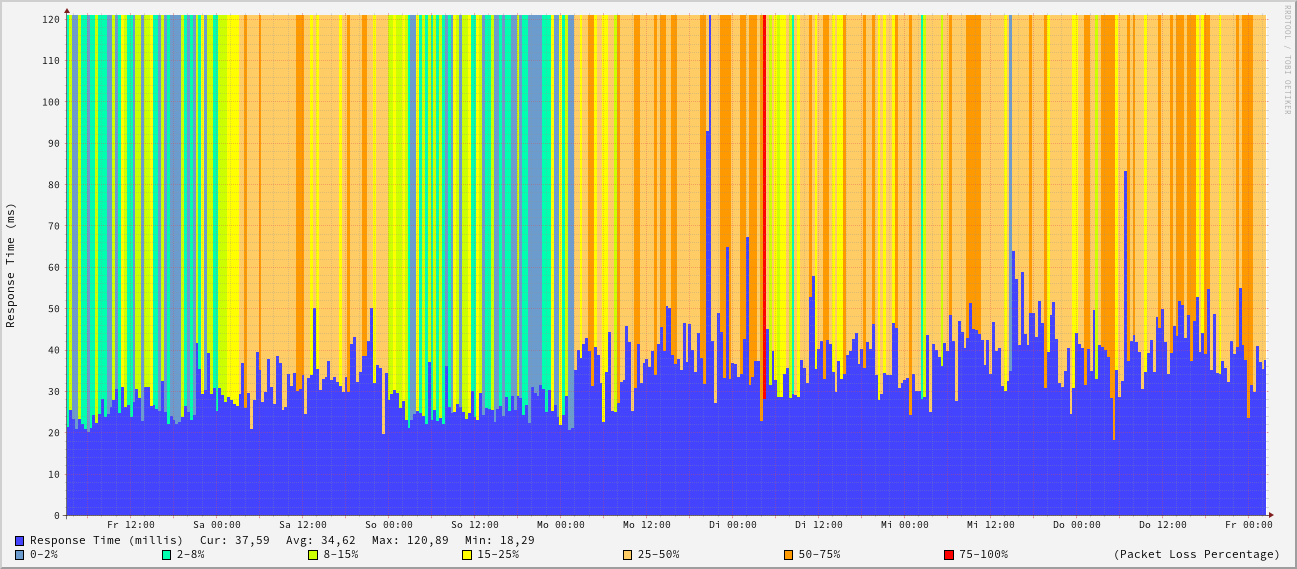 RRDTOOL / TOBI OETIKER
Response Time (ms)
120
110
100
90
80
70
60
50
40
30
20
10
0
Fr 12:00 Sa 00:00 Sa 12:00 So 00:00 So 12:00 Mo 00:00 Mo 12:00 Di 00:00 Di 12:00 Mi 00:00 Mi 12:00 Do 00:00 Do 12:00 Fr 00:00
Response Time (millis) Cur: 37,59 Avg: 34,62 Max: 120,89 Min: 18,29
0-2% 2-8% 8-15% 15-25% 25-50% 50-75% 75-100% (Packet Loss Percentage)